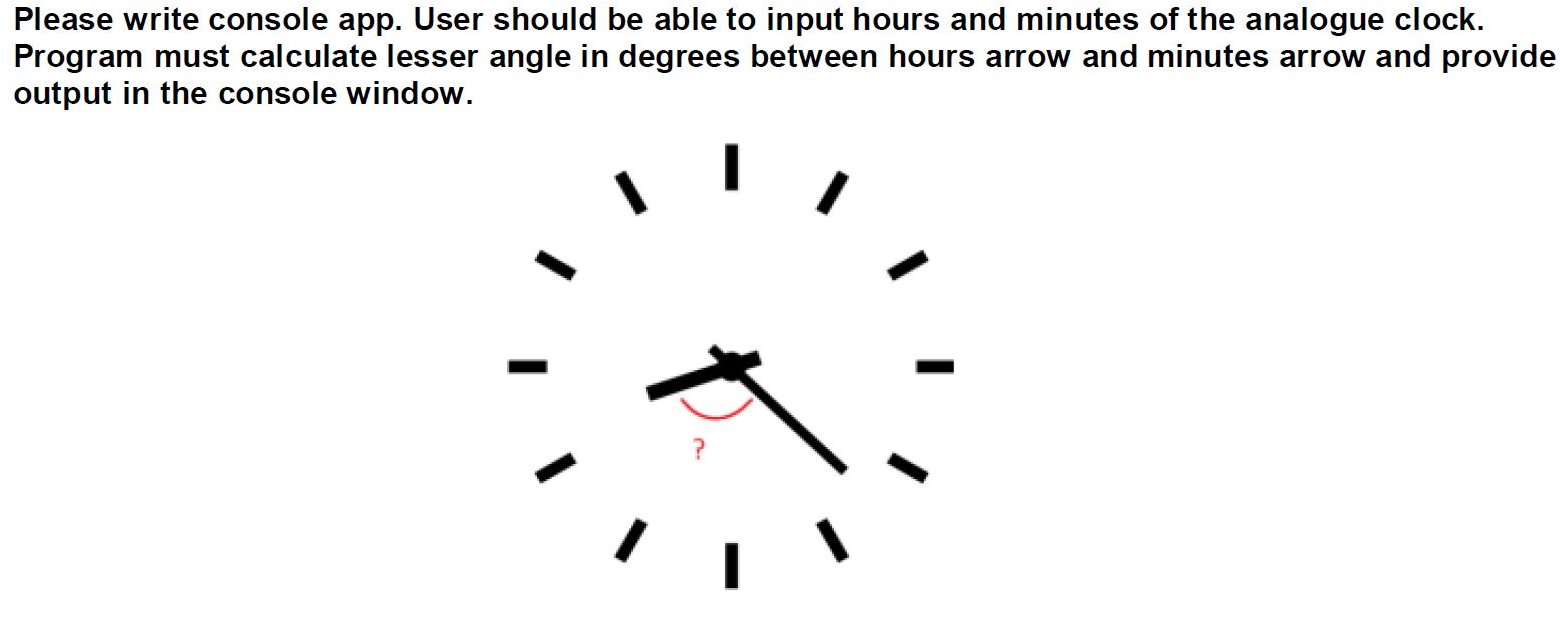 Please write console app. User should be able to input hours and minutes of the analogue clock.
Program must calculate lesser angle in degrees between hours arrow and minutes arrow and provide
output in the console window.
?